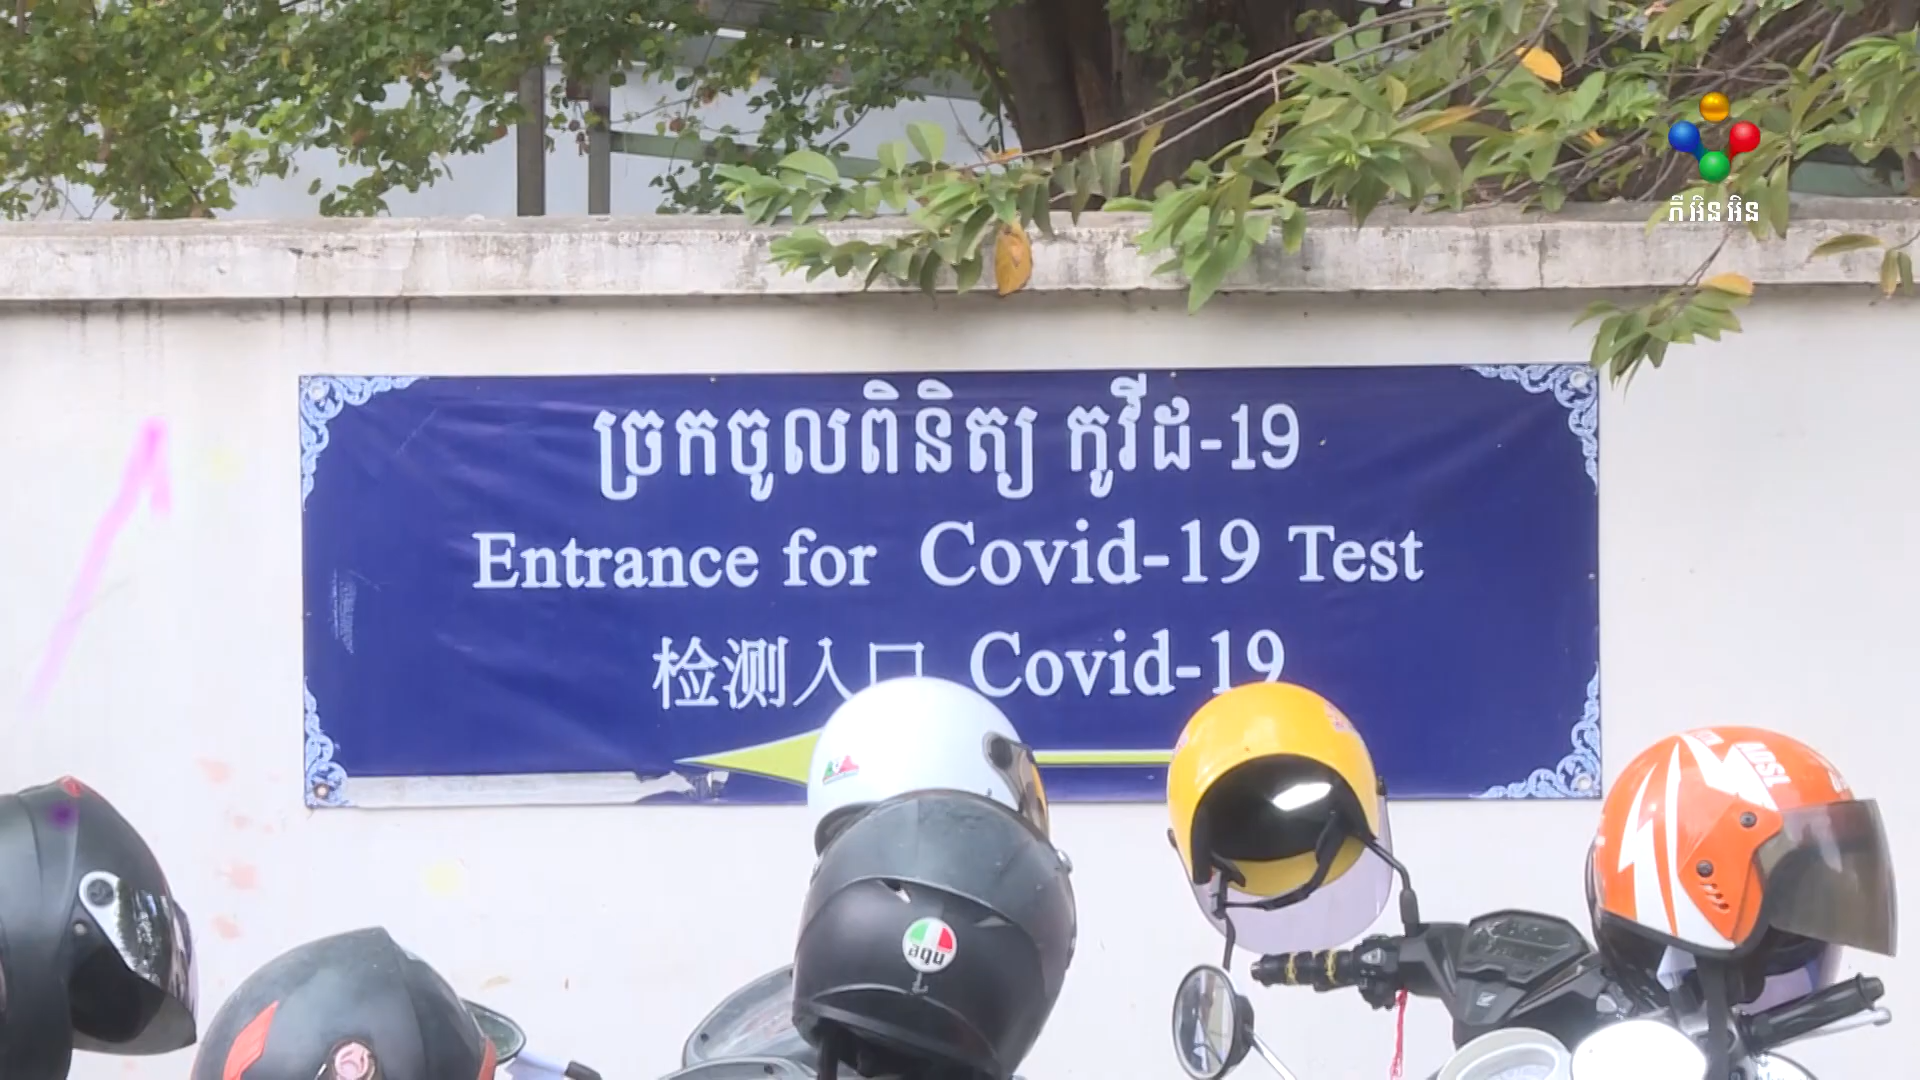 ភី អ៊ិន អ៊ិន
ច្រកចូលពិនិត្យ កូវីដ-19
Entrance for Covid-19 Test
检测入口 Covid-19
agu